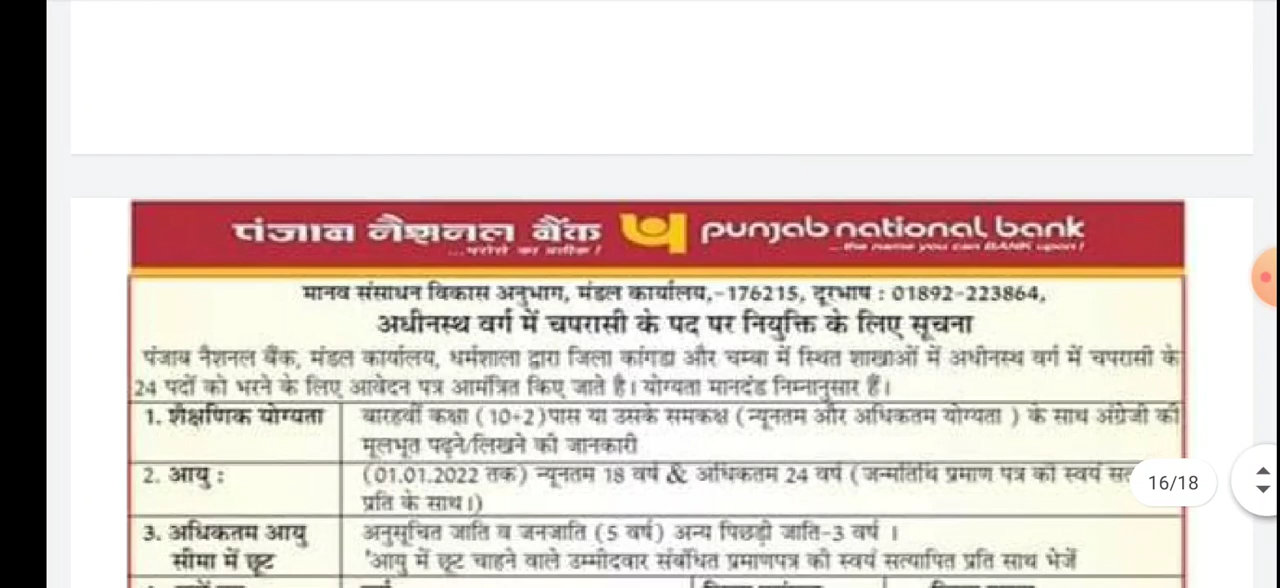 पंजाब नैशनल बैंक punjab national bank
...भरोसे का प्रतीक ! ...the name you can BANK upon !
मानव संसाधन विकास अनुभाग, मंडल कार्यालय,-176215, दूरभाष : 01892-223864,
अधीनस्थ वर्ग में चपरासी के पद पर नियुक्ति के लिए सूचना
पंजाब नैशनल बैंक, मंडल कार्यालय, धर्मशाला द्वारा जिला कांगडा और चम्बा में स्थित शाखाओं में अधीनस्थ वर्ग में चपरासी के
24 पदों को भरने के लिए आवेदन पत्र आमंत्रित किए जाते है। योग्यता मानदंड निम्नानुसार हैं।
1. शैक्षणिक योग्यता बारहवीं कक्षा (10+2) पास या उसके समकक्ष (न्यूनतम और अधिकतम योग्यता ) के साथ अंग्रेजी की
मूलभूत पढ़ने/लिखने की जानकारी
2. आयु : (01.01.2022 तक) न्यूनतम 18 वर्ष & अधिकतम 24 वर्ष (जन्मतिथि प्रमाण पत्र की स्वयं
प्रति के साथ।)
16/18
3. अधिकतम आयु अनुसूचित जाति व जनजाति (5 वर्ष) अन्य पिछड़ी जाति-3 वर्ष ।
सीमा में छूट 'आयु में छूट चाहने वाले उम्मीदवार संबंधित प्रमाणपत्र की स्वयं सत्यापित प्रति साथ भेजें